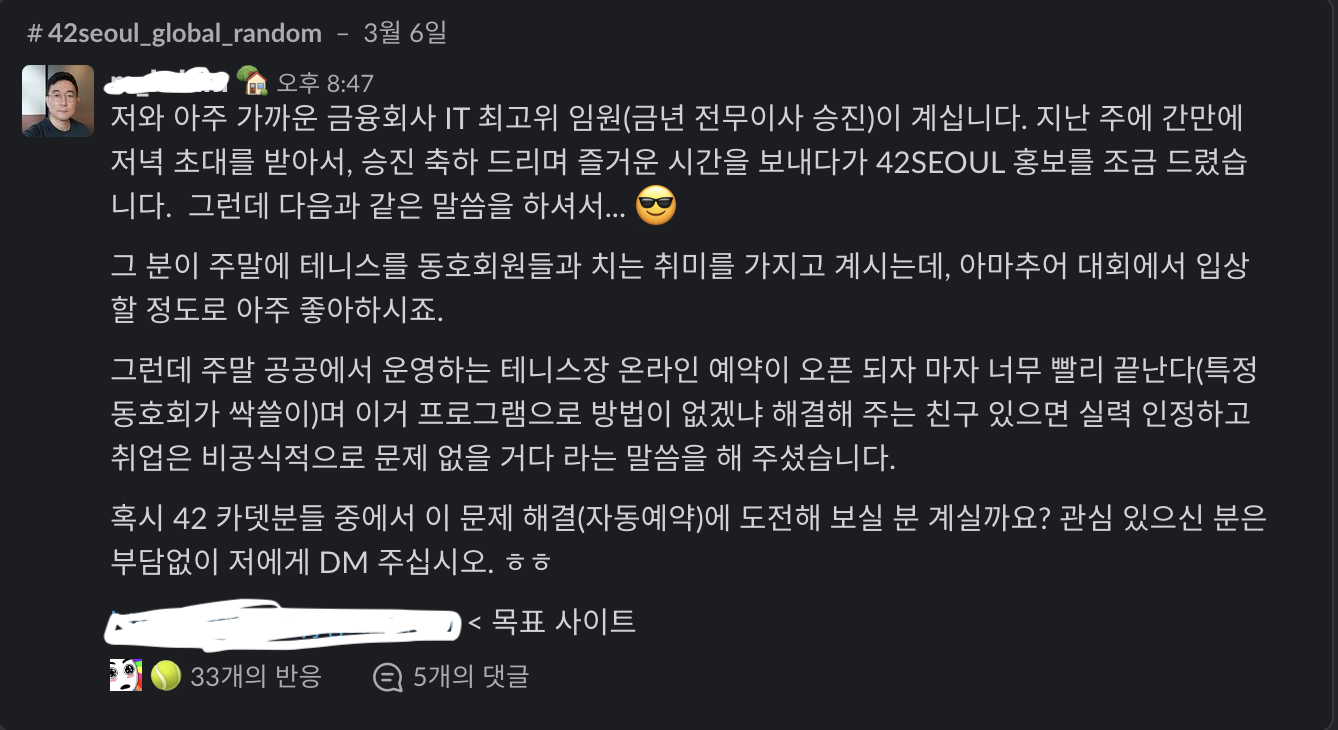 # 42seoul_global_random – 3월 6일
오후 8:47
저와 아주 가까운 금융회사 IT 최고위 임원(금년 전무이사 승진)이 계십니다. 지난 주에 간만에
저녁 초대를 받아서, 승진 축하 드리며 즐거운 시간을 보내다가 42SEOUL 홍보를 조금 드렸습
니다.  그런데 다음과 같은 말씀을 하셔서... 😎
그 분이 주말에 테니스를 동호회원들과 치는 취미를 가지고 계시는데, 아마추어 대회에서 입상
할 정도로 아주 좋아하시죠.
그런데 주말 공공에서 운영하는 테니스장 온라인 예약이 오픈 되자 마자 너무 빨리 끝난다(특정
동호회가 싹쓸이)며 이거 프로그램으로 방법이 없겠냐 해결해 주는 친구 있으면 실력 인정하고
취업은 비공식적으로 문제 없을 거다 라는 말씀을 해 주셨습니다.
혹시 42 카뎃분들 중에서 이 문제 해결(자동예약)에 도전해 보실 분 계실까요? 관심 있으신 분은
부담없이 저에게 DM 주십시오. ㅎㅎ
< 목표 사이트
33개의 반응 5개의 댓글